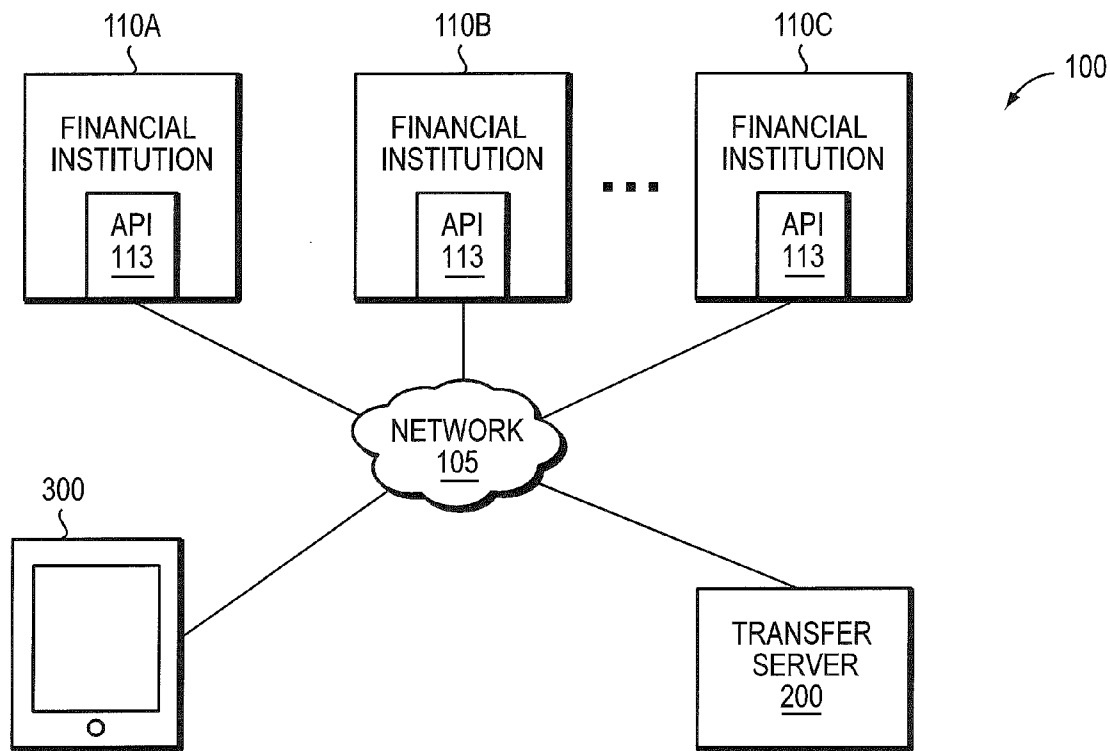 110A
110B
110C
100
FINANCIAL
INSTITUTION
API
113
FINANCIAL
INSTITUTION
API
113
...
FINANCIAL
INSTITUTION
API
113
NETWORK
105
300
TRANSFER
SERVER
200